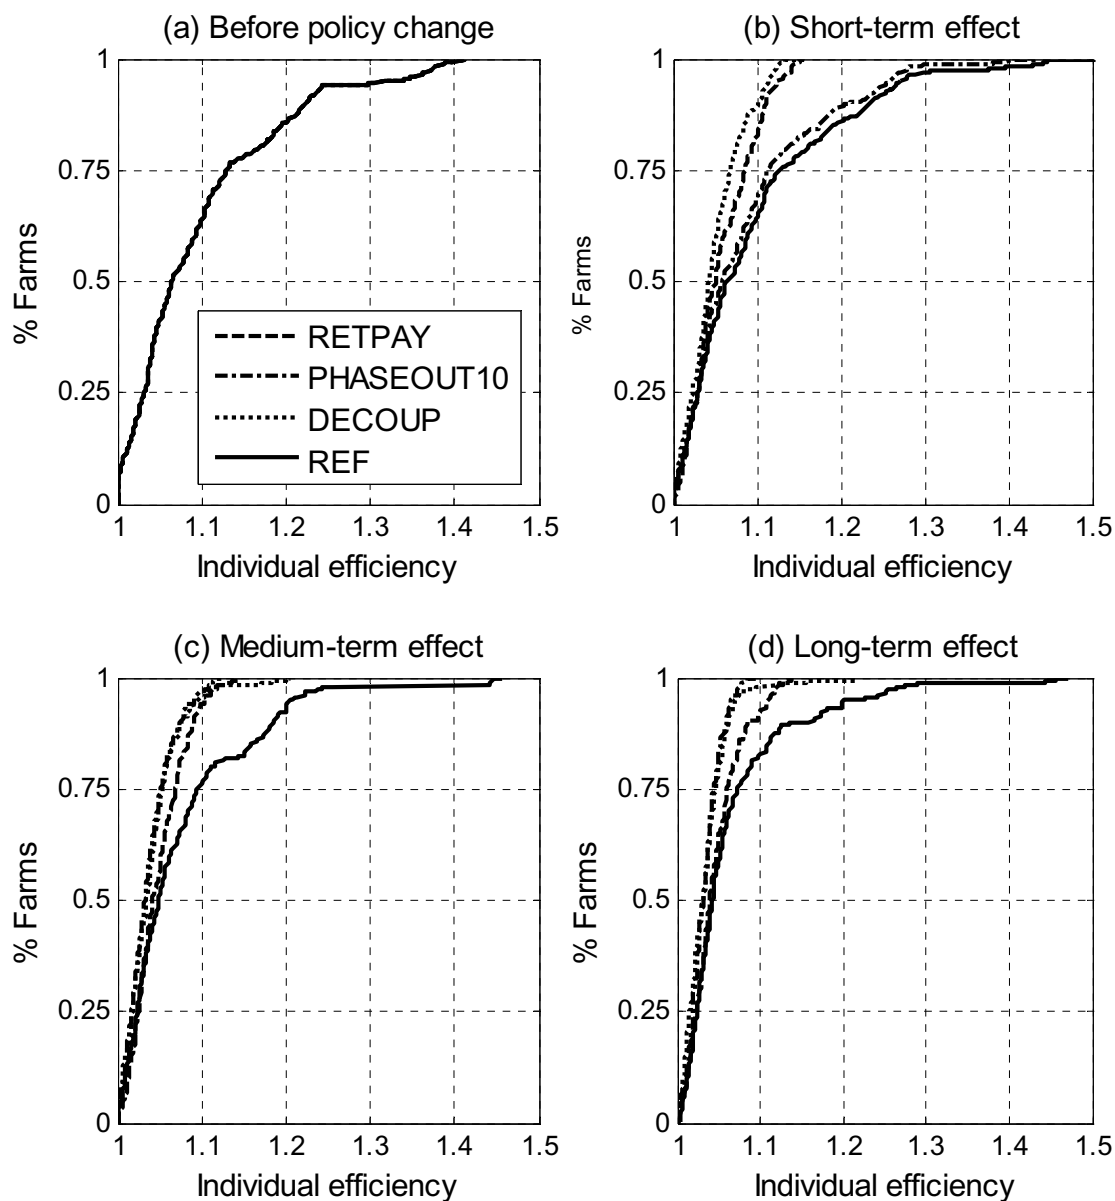 (a) Before policy change
1
0.75
0.5
0.25
0
% Farms
1 1.1 1.2 1.3 1.4 1.5
Individual efficiency
RETPAY
PHASEOUT10
DECOUP
REF
(b) Short-term effect
1
0.75
0.5
0.25
0
% Farms
1 1.1 1.2 1.3 1.4 1.5
Individual efficiency
(c) Medium-term effect
1
0.75
0.5
0.25
0
% Farms
1 1.1 1.2 1.3 1.4 1.5
Individual efficiency
(d) Long-term effect
1
0.75
0.5
0.25
0
% Farms
1 1.1 1.2 1.3 1.4 1.5
Individual efficiency